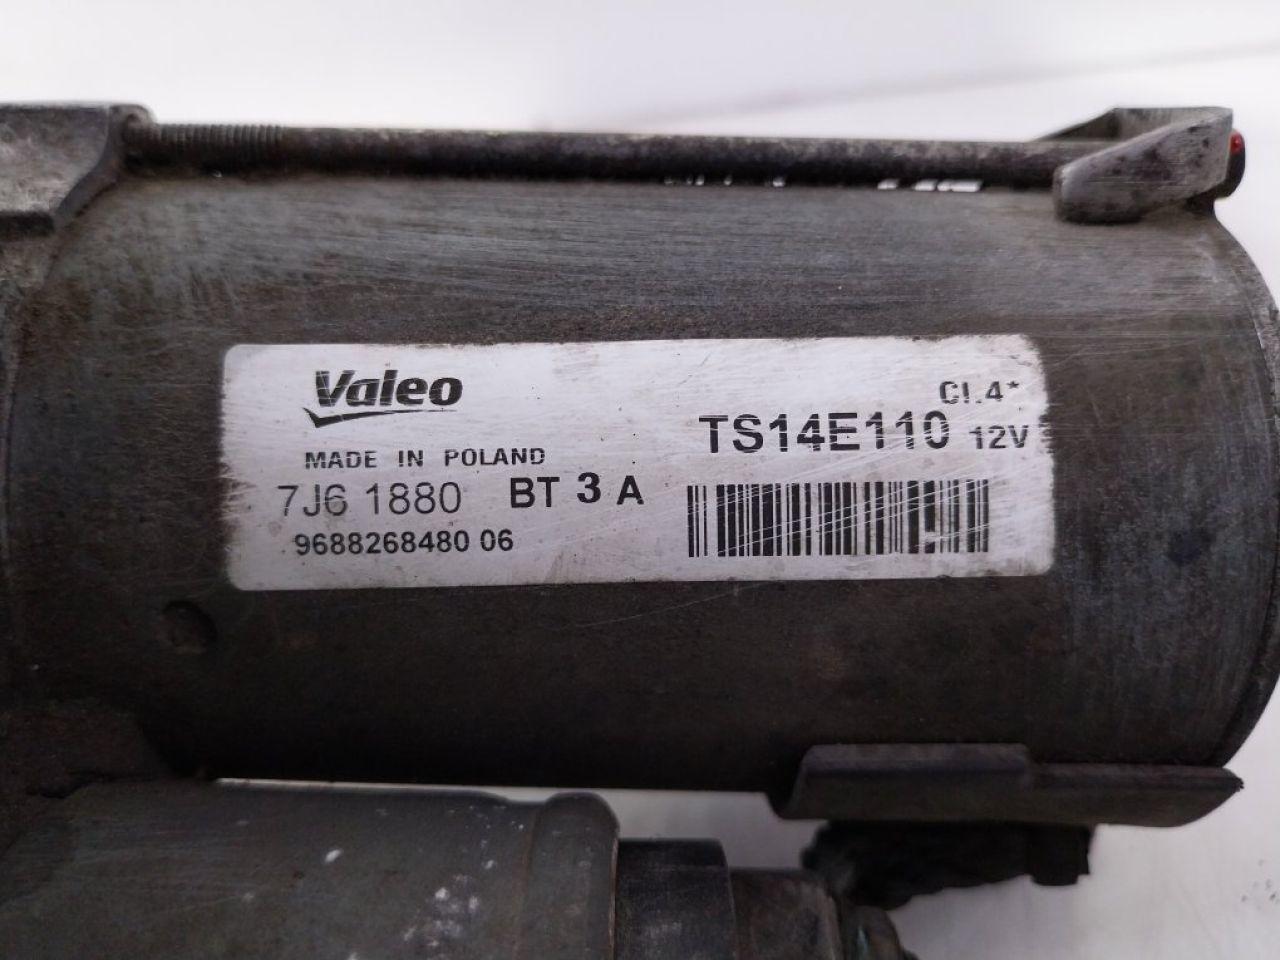 Valeo
MADE IN POLAND
7J6 1880 BT 3 A
9688268480 06
CI.4*
TS14E110 12V